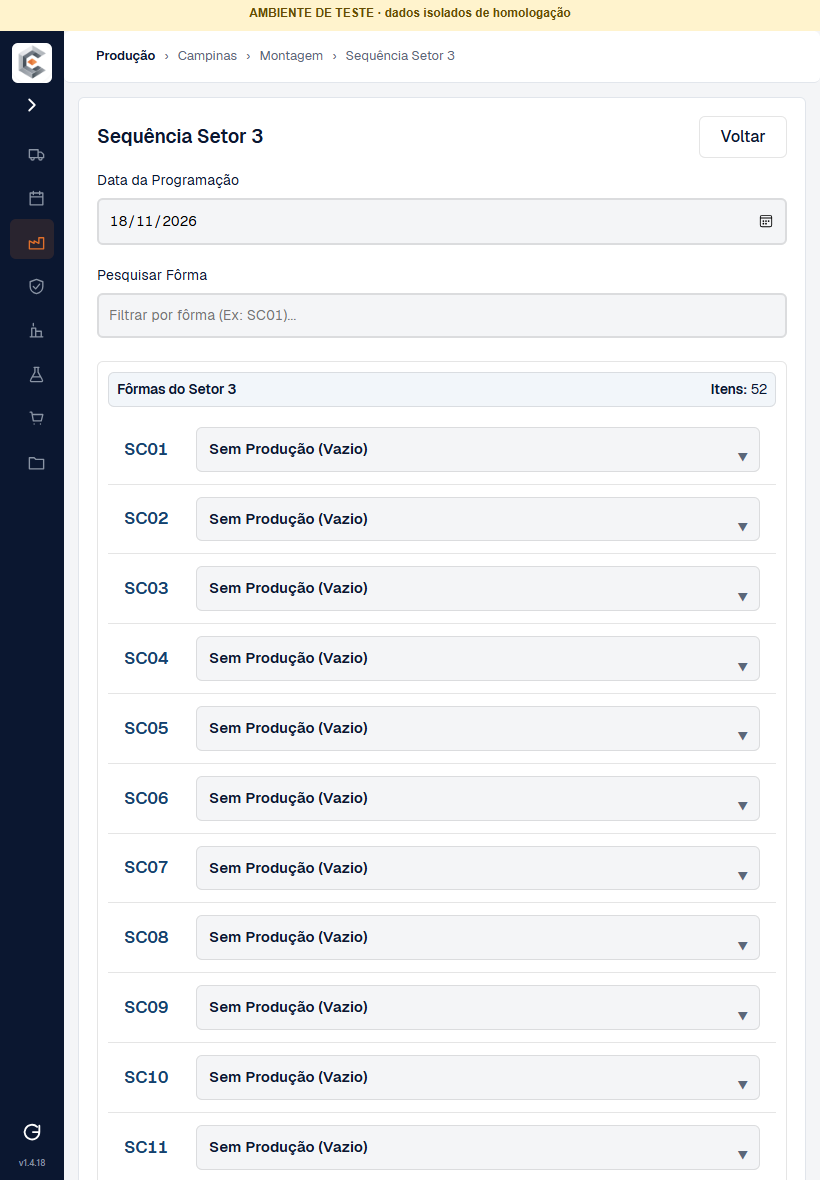 AMBIENTE DE TESTE · dados isolados de homologação
Produção › Campinas › Montagem › Sequência Setor 3
Sequência Setor 3
Voltar
Data da Programação
18/11/2026
Pesquisar Fôrma
Filtrar por fôrma (Ex: SC01)...
Fôrmas do Setor 3
Itens: 52
SC01 Sem Produção (Vazio)
SC02 Sem Produção (Vazio)
SC03 Sem Produção (Vazio)
SC04 Sem Produção (Vazio)
SC05 Sem Produção (Vazio)
SC06 Sem Produção (Vazio)
SC07 Sem Produção (Vazio)
SC08 Sem Produção (Vazio)
SC09 Sem Produção (Vazio)
SC10 Sem Produção (Vazio)
SC11 Sem Produção (Vazio)
v1.4.18